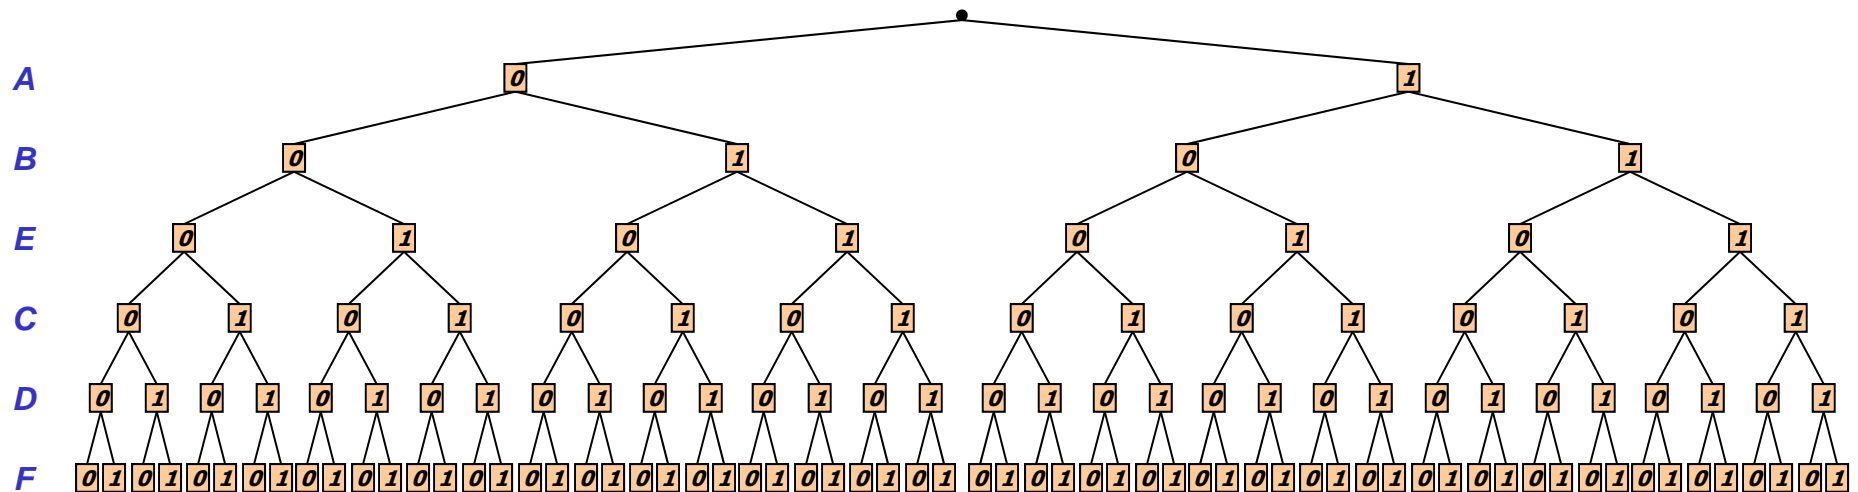 A 0 1
B 0 1 0 1
E 0 1 0 1 0 1 0 1
C 0 1 0 1 0 1 0 1 0 1 0 1 0 1 0 1
D 0 1 0 1 0 1 0 1 0 1 0 1 0 1 0 1 0 1 0 1 0 1 0 1 0 1 0 1 0 1 0 1
F 0 1 0 1 0 1 0 1 0 1 0 1 0 1 0 1 0 1 0 1 0 1 0 1 0 1 0 1 0 1 0 1 0 1 0 1 0 1 0 1 0 1 0 1 0 1 0 1 0 1 0 1 0 1 0 1 0 1 0 1 0 1 0 1